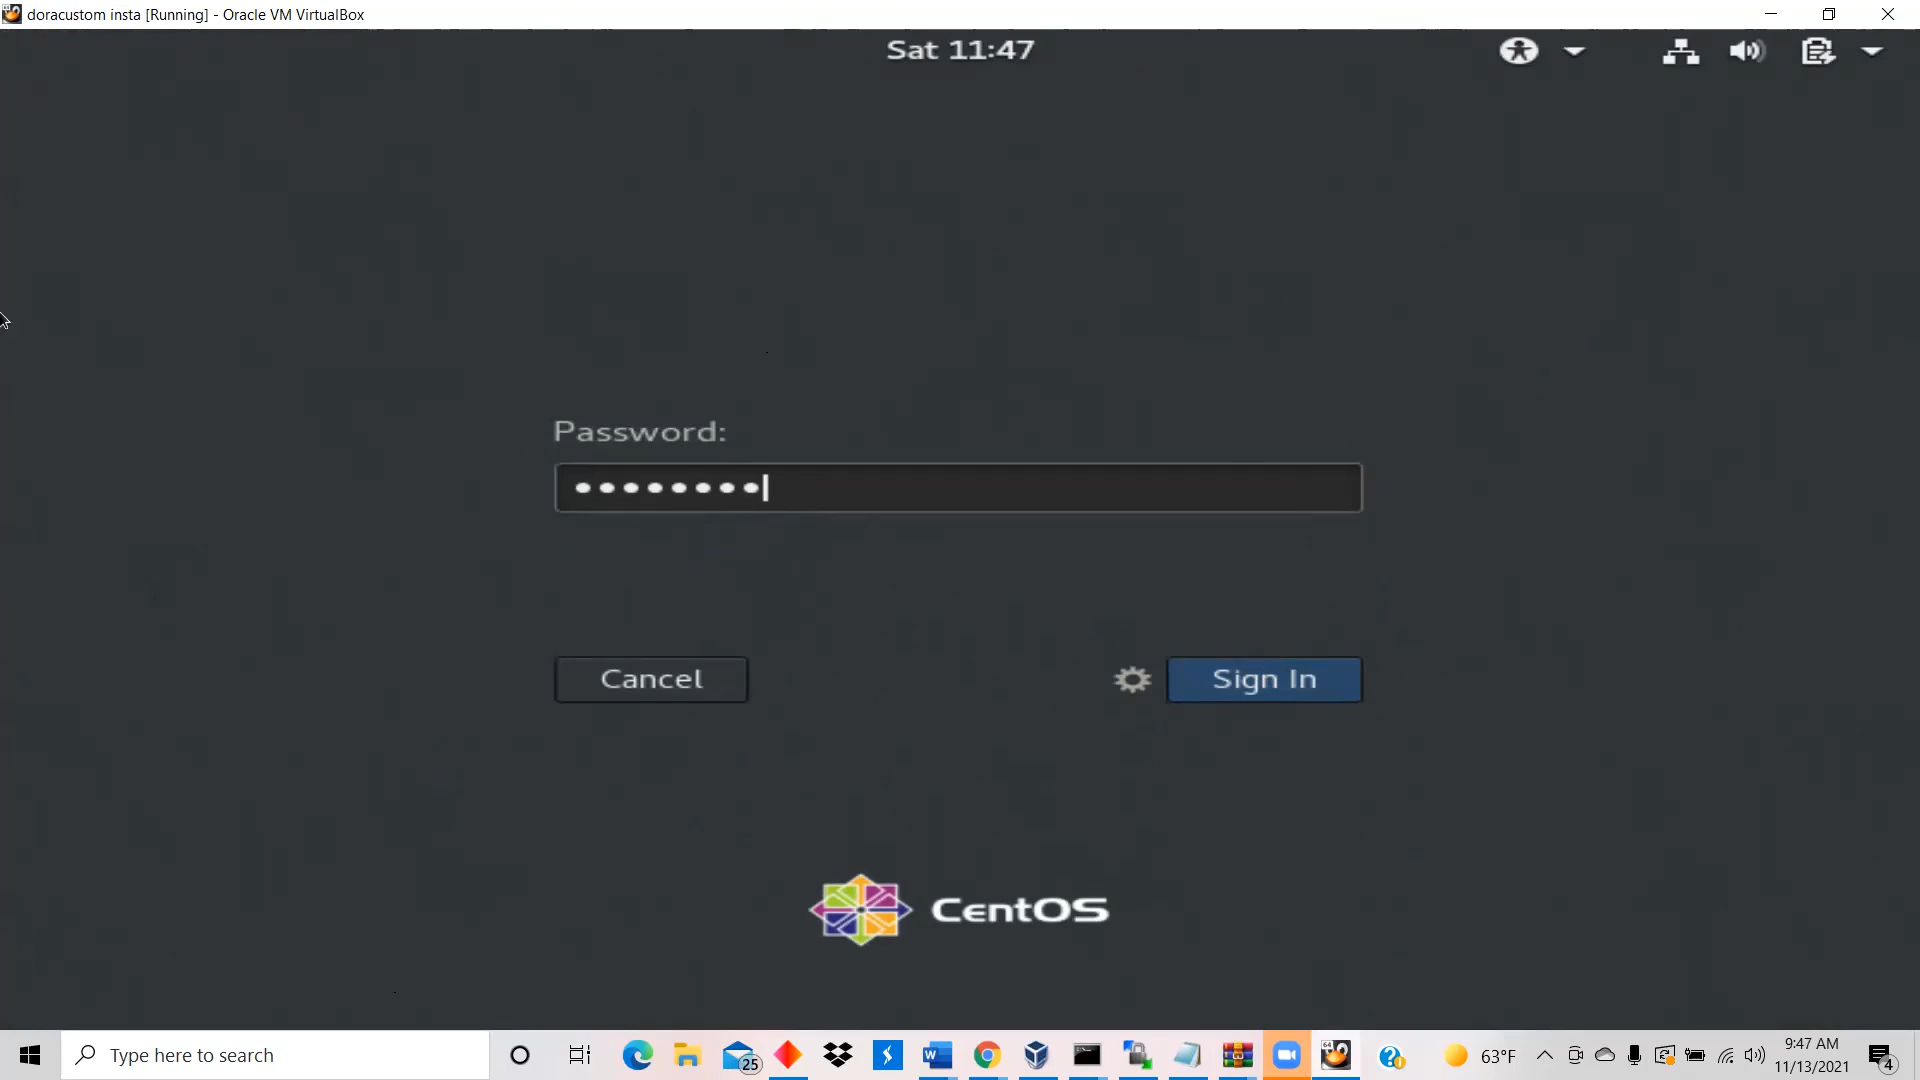 doracustom insta [Running] - Oracle VM VirtualBox
Sat 11:47
Password:
Cancel
Sign In
CentOS
Type here to search
25
W
64
63°F
9:47 AM
11/13/2021
4